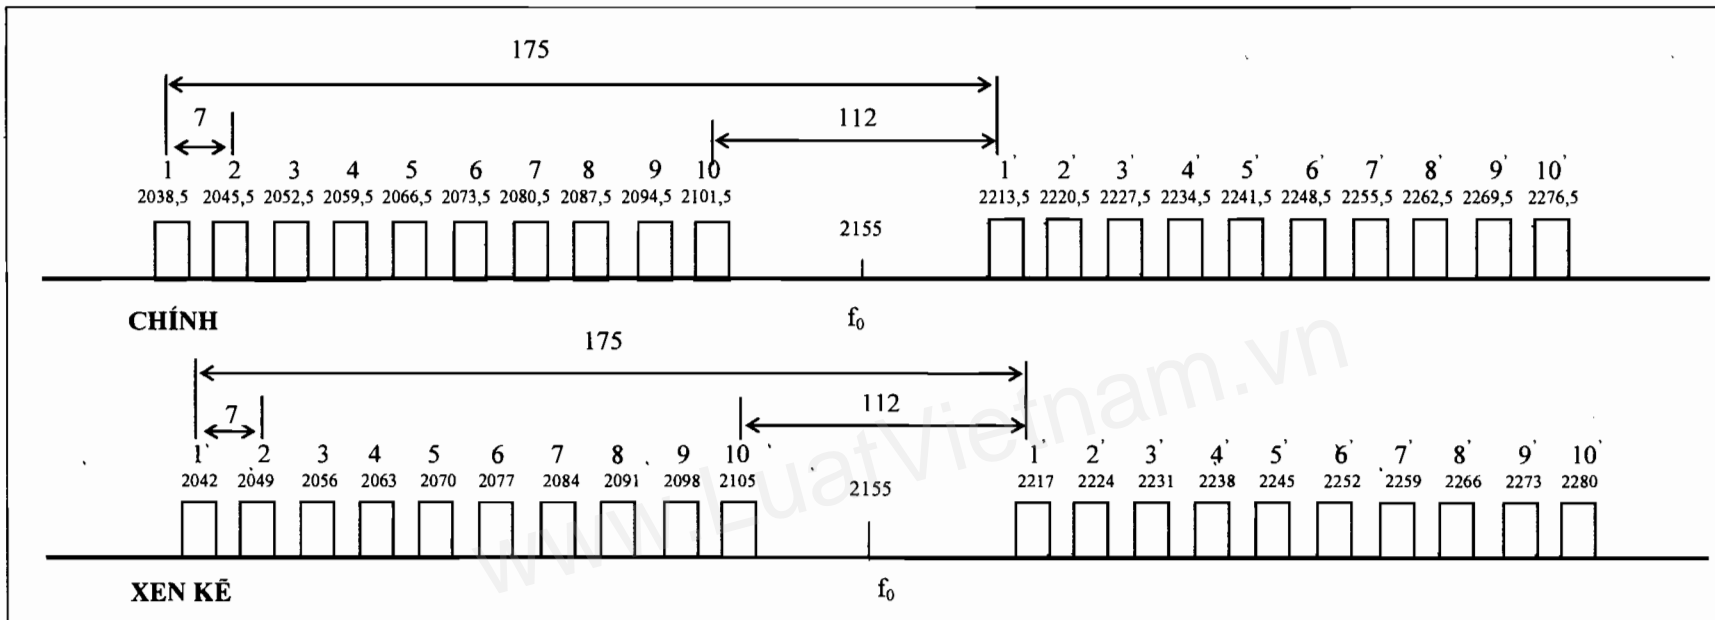 175
7
112
1 2 3 4 5 6 7 8 9 10 1' 2' 3' 4' 5' 6' 7' 8' 9' 10'
2038,5 2045,5 2052,5 2059,5 2066,5 2073,5 2080,5 2087,5 2094,5 2101,5 2213,5 2220,5 2227,5 2234,5 2241,5 2248,5 2255,5 2262,5 2269,5 2276,5
2155
CHÍNH
f₀
175
7
112
1 2 3 4 5 6 7 8 9 10 1' 2' 3' 4' 5' 6' 7' 8' 9' 10'
2042 2049 2056 2063 2070 2077 2084 2091 2098 2105 2217 2224 2231 2238 2245 2252 2259 2266 2273 2280
2155
XEN KẼ
f₀
www.LuatVietnam.vn